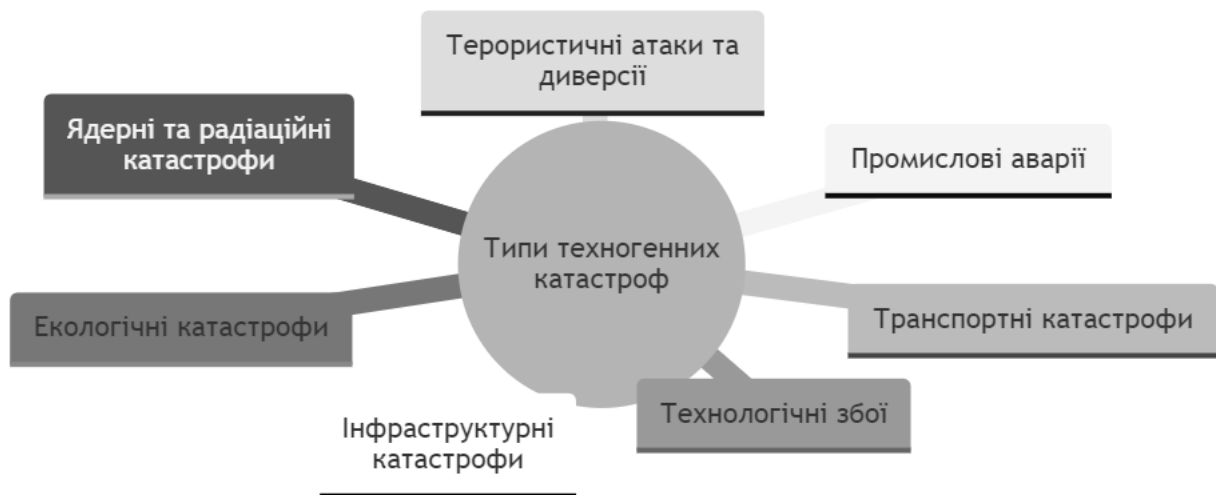 Терористичні атаки та
диверсії
Ядерні та радіаційні
катастрофи
Промислові аварії
Типи техногенних
катастроф
Екологічні катастрофи
Транспортні катастрофи
Технологічні збої
Інфраструктурні
катастрофи